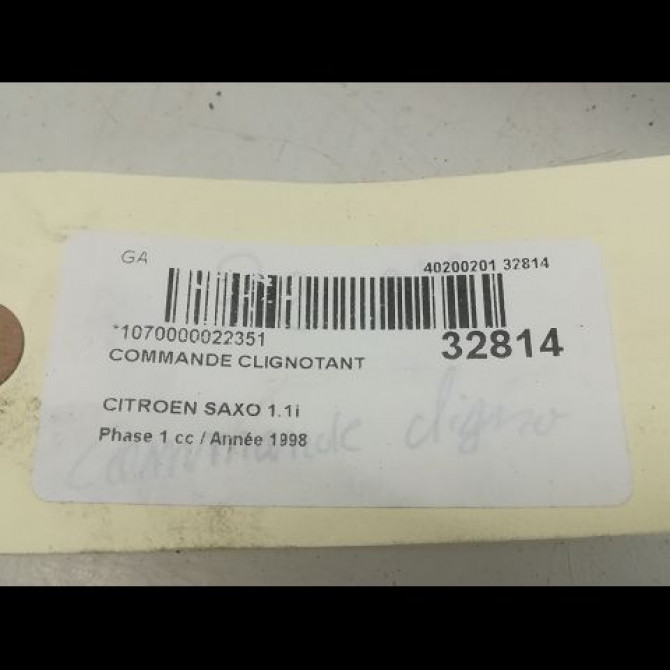 GA
40200201 32814
*1070000022351
32814
COMMANDE CLIGNOTANT
CITROEN SAXO 1.1i
Phase 1 cc / Année 1998
commande cligno